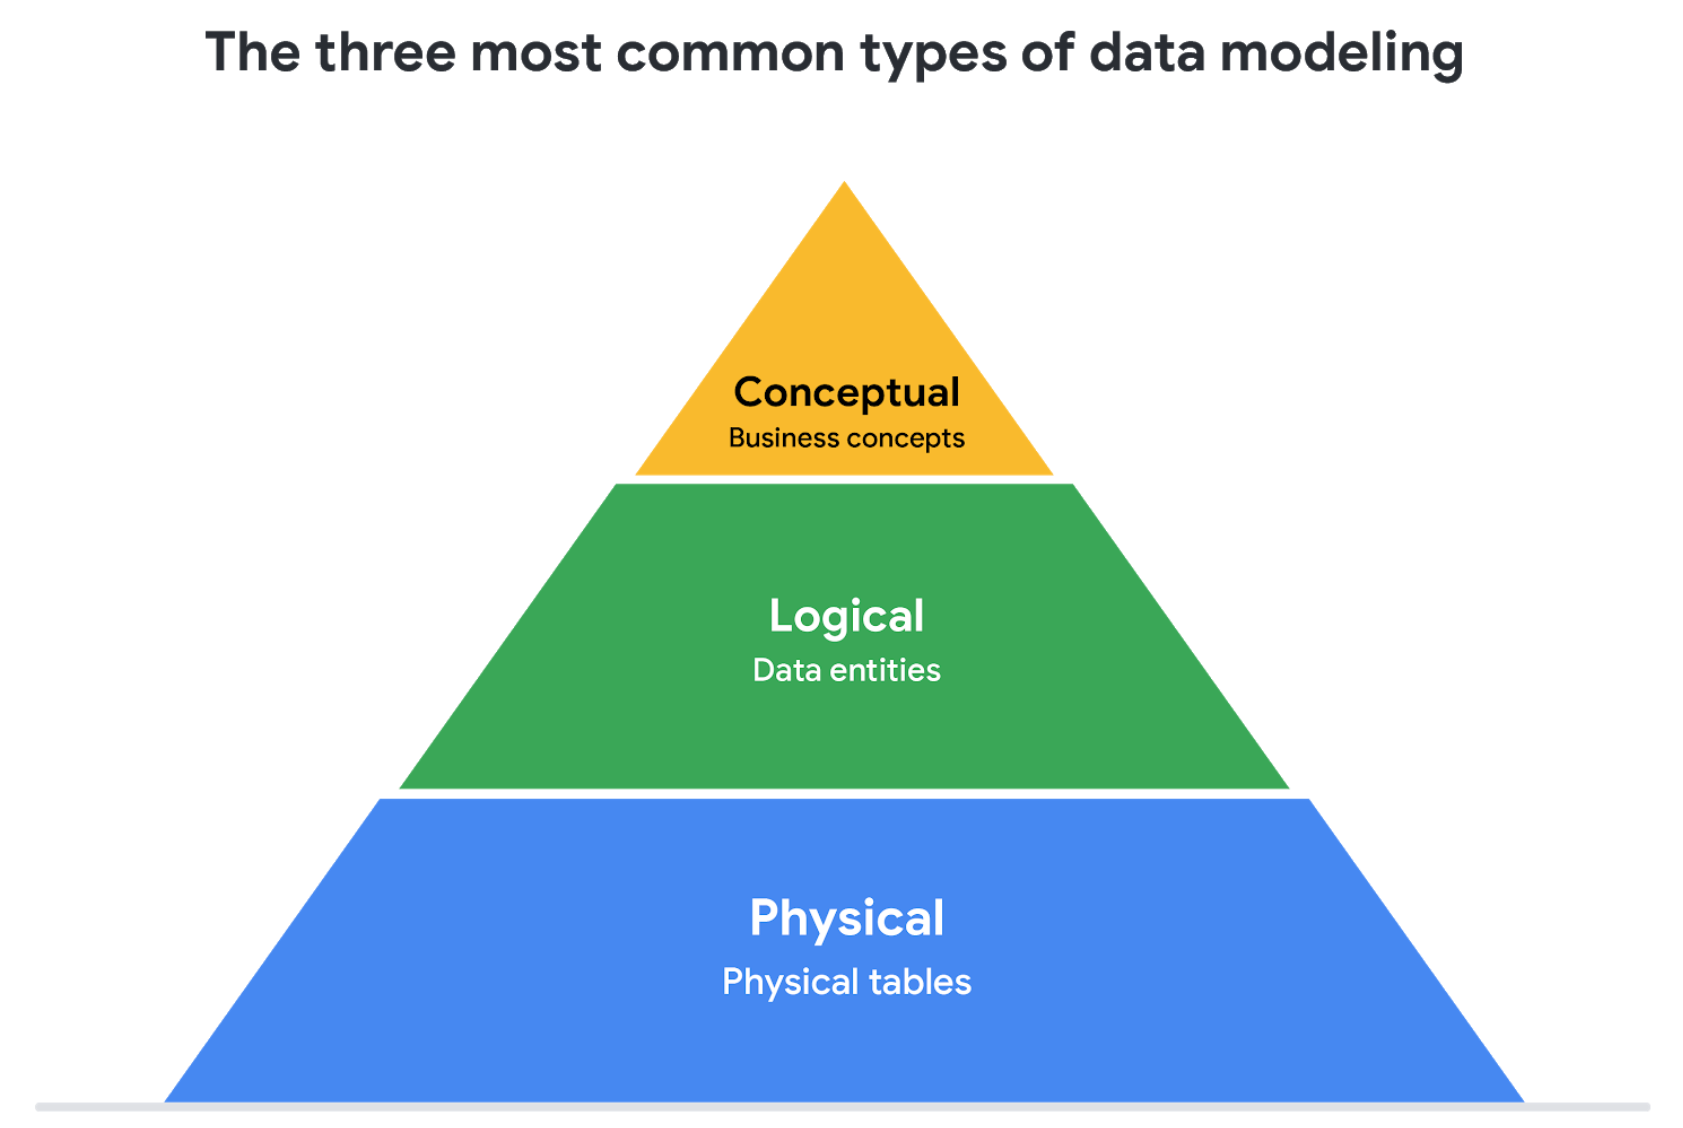 The three most common types of data modeling
Conceptual
Business concepts
Logical
Data entities
Physical
Physical tables